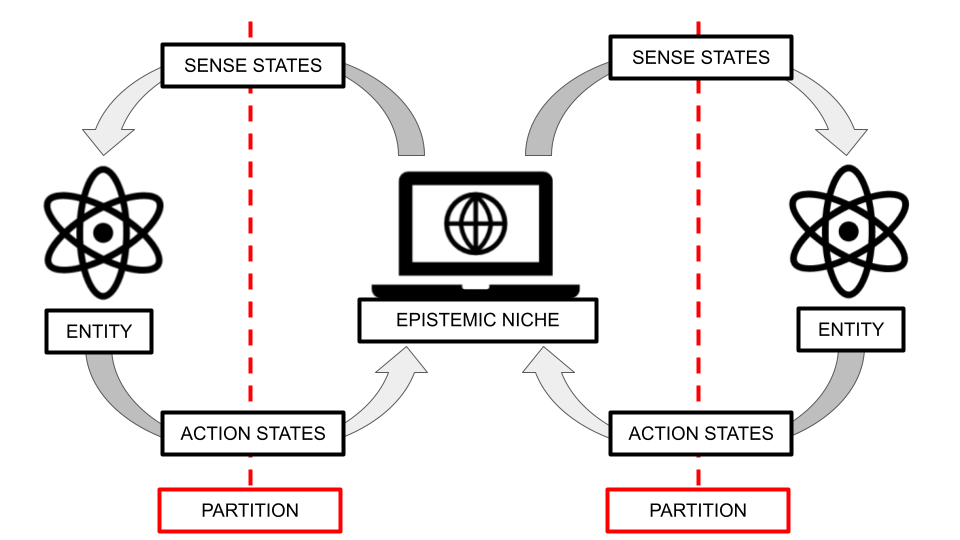 SENSE STATES
SENSE STATES
EPISTEMIC NICHE
ENTITY
ENTITY
ACTION STATES
ACTION STATES
PARTITION
PARTITION